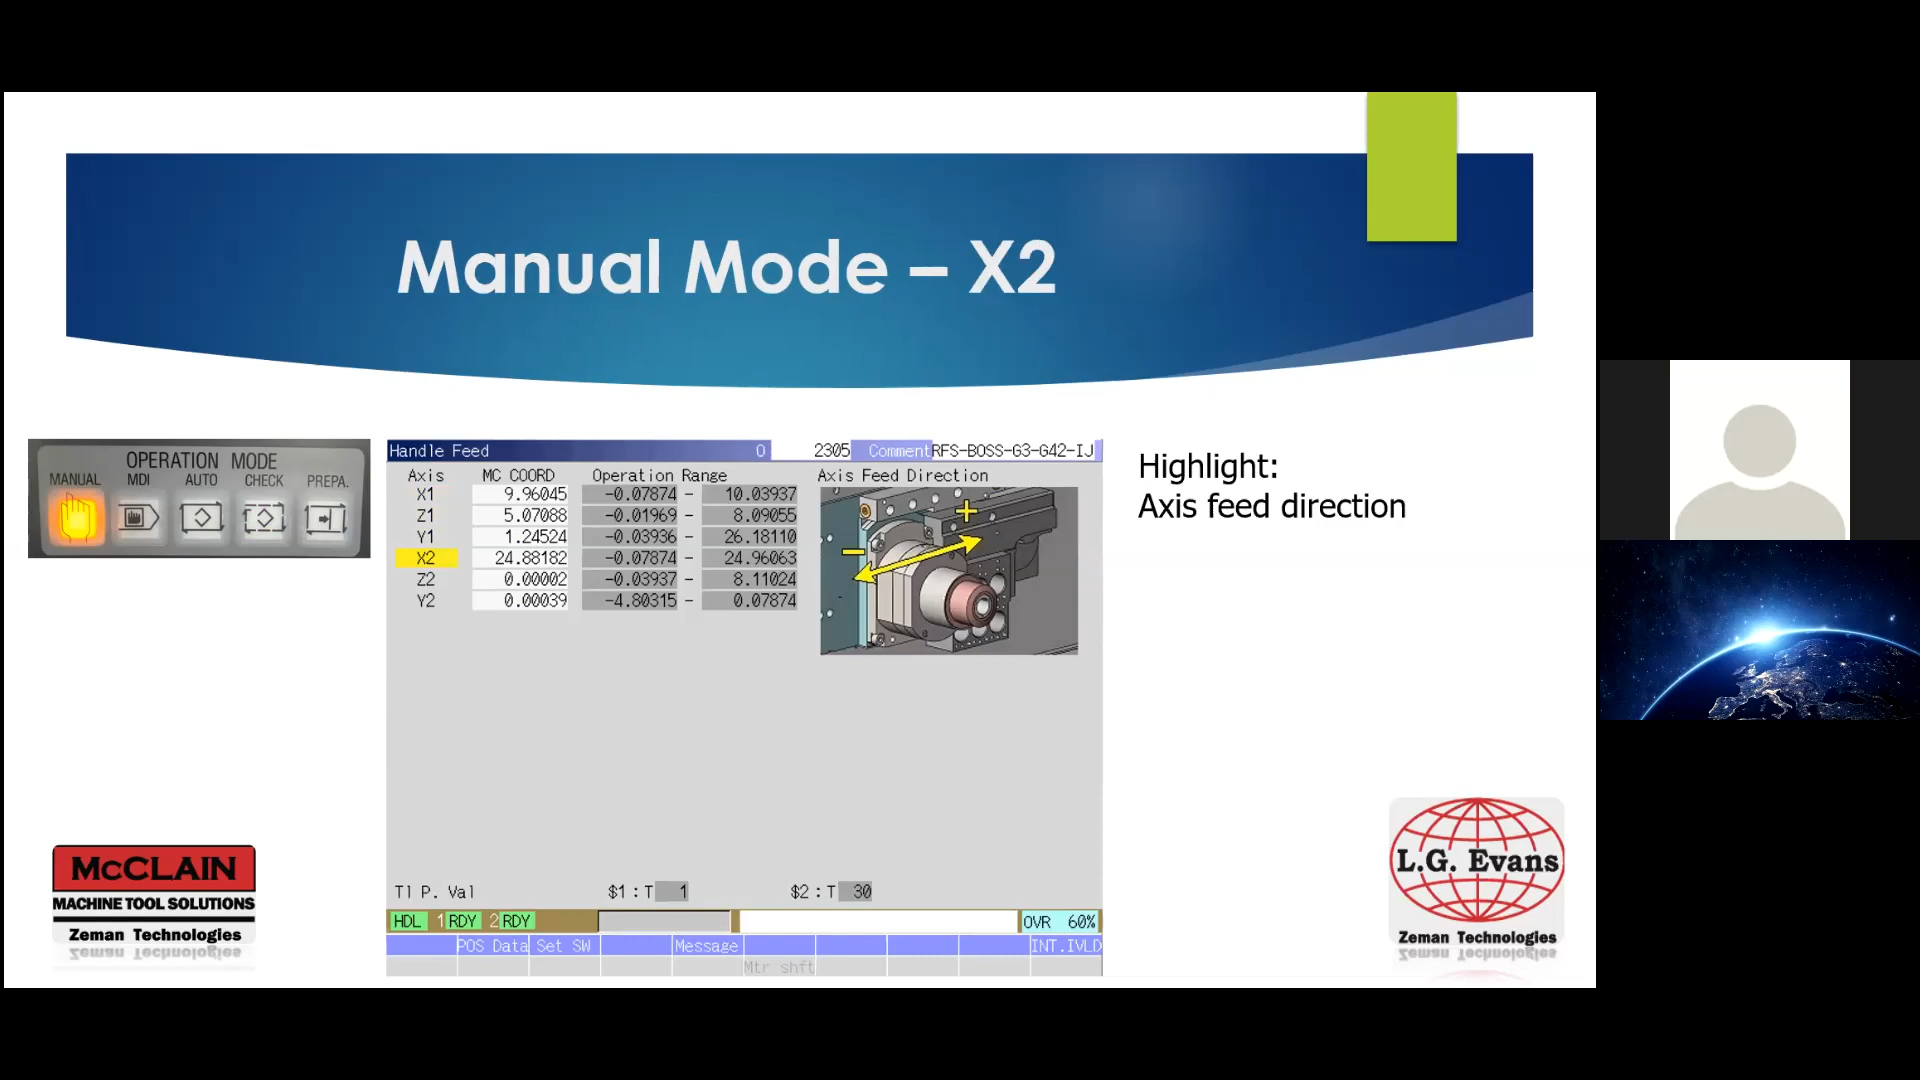 Manual Mode – X2
OPERATION MODE
MANUAL MDI AUTO CHECK PREPA.
Handle Feed O 2305 Comment RFS-BOSS-G3-G42-IJ
Axis MC COORD Operation Range Axis Feed Direction
X1 9.96045 -0.07874 - 10.03937
Z1 5.07088 -0.01969 - 8.09055
Y1 1.24524 -0.03936 - 26.18110
X2 24.88182 -0.07874 - 24.96063
Z2 0.00002 -0.03937 - 8.11024
Y2 0.00039 -4.80315 - 0.07874
+
−
Tl P. Val $1:T 1 $2:T 30
HDL 1 RDY 2 RDY OVR 60%
POS Data Set SW Message INT.IVLD
Mtr shft
Highlight:
Axis feed direction
McCLAIN
MACHINE TOOL SOLUTIONS
Zeman Technologies
L.G. Evans
Zeman Technologies